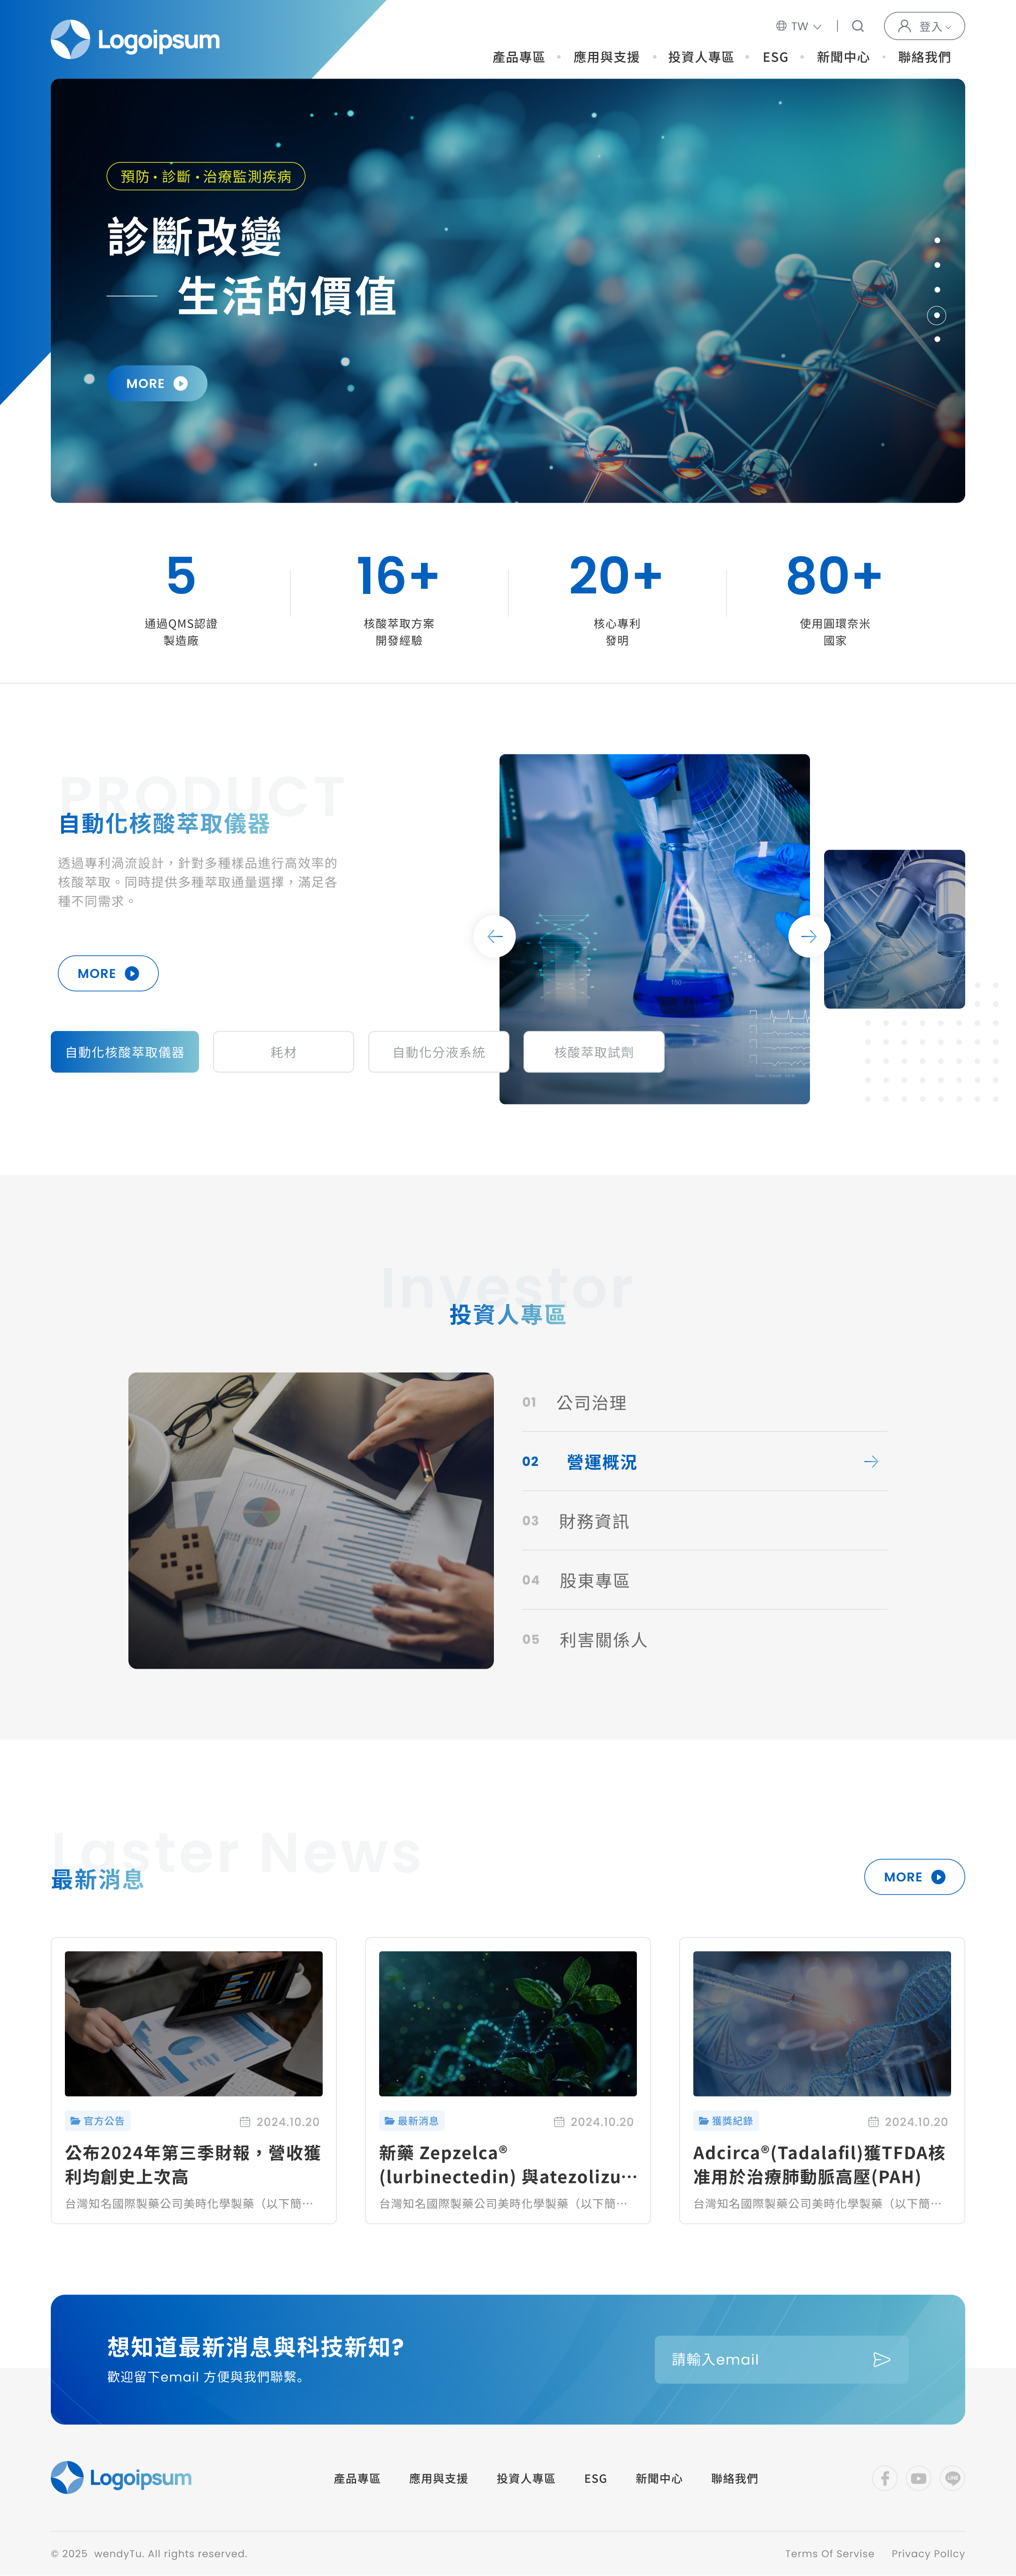 Logoipsum
TW
登入
產品專區
應用與支援
投資人專區
ESG
新聞中心
聯絡我們
預防・診斷・治療監測疾病
診斷改變
生活的價值
MORE
5
通過QMS認證
製造廠
16+
核酸萃取方案
開發經驗
20+
核心專利
發明
80+
使用圓環奈米
國家
PRODUCT
自動化核酸萃取儀器
透過專利渦流設計，針對多種樣品進行高效率的
核酸萃取。同時提供多種萃取通量選擇，滿足各
種不同需求。
MORE
150
自動化核酸萃取儀器
耗材
自動化分液系統
核酸萃取試劑
Investor
投資人專區
01 公司治理
02 營運概況
03 財務資訊
04 股東專區
05 利害關係人
Laster News
最新消息
MORE
官方公告
2024.10.20
公布2024年第三季財報，營收獲
利均創史上次高
台灣知名國際製藥公司美時化學製藥（以下簡…
最新消息
2024.10.20
新藥 Zepzelca®
(lurbinectedin) 與atezolizu…
台灣知名國際製藥公司美時化學製藥（以下簡…
獲獎紀錄
2024.10.20
Adcirca®(Tadalafil)獲TFDA核
准用於治療肺動脈高壓(PAH)
台灣知名國際製藥公司美時化學製藥（以下簡…
想知道最新消息與科技新知?
歡迎留下email 方便與我們聯繫。
請輸入email
Logoipsum
產品專區
應用與支援
投資人專區
ESG
新聞中心
聯絡我們
LINE
© 2025 wendyTu. All rights reserved.
Terms Of Servise
Privacy Pollcy